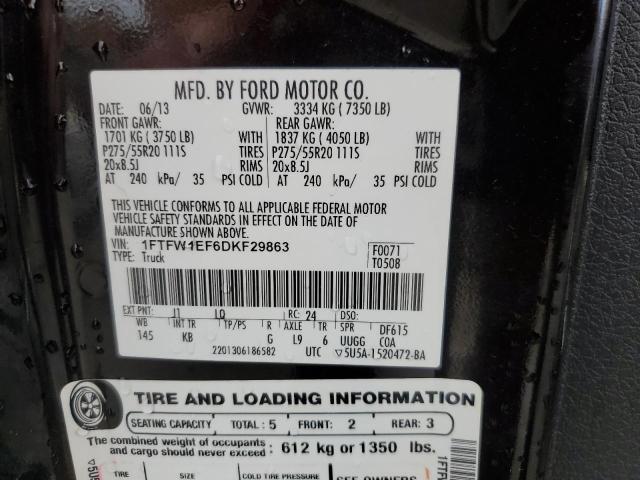 MFD. BY FORD MOTOR CO.
DATE: 06/13 GVWR: 3334 KG ( 7350 LB)
FRONT GAWR: REAR GAWR:
1701 KG ( 3750 LB) WITH 1837 KG ( 4050 LB) WITH
P275/55R20 111S TIRES P275/55R20 111S TIRES
20x8.5J RIMS 20x8.5J RIMS
AT 240 kPa/ 35 PSI COLD AT 240 kPa/ 35 PSI COLD
THIS VEHICLE CONFORMS TO ALL APPLICABLE FEDERAL MOTOR
VEHICLE SAFETY STANDARDS IN EFFECT ON THE DATE OF
MANUFACTURE SHOWN ABOVE.
VIN: 1FTFW1EF6DKF29863 F0071
TYPE: Truck T0508
EXT PNT: J1 LQ RC: 24 DSO:
WB INT TR TP/PS R AXLE TR SPR DF615
145 KB G L9 6 UUGG COA
2201306186582 UTC ▽5U5A-1520472-BA
TIRE AND LOADING INFORMATION
SEATING CAPACITY TOTAL: 5 FRONT: 2 REAR: 3
The combined weight of occupants
and cargo should never exceed: 612 kg or 1350 lbs.
TIRE SIZE COLD TIRE PRESSURE SEE OWNERS